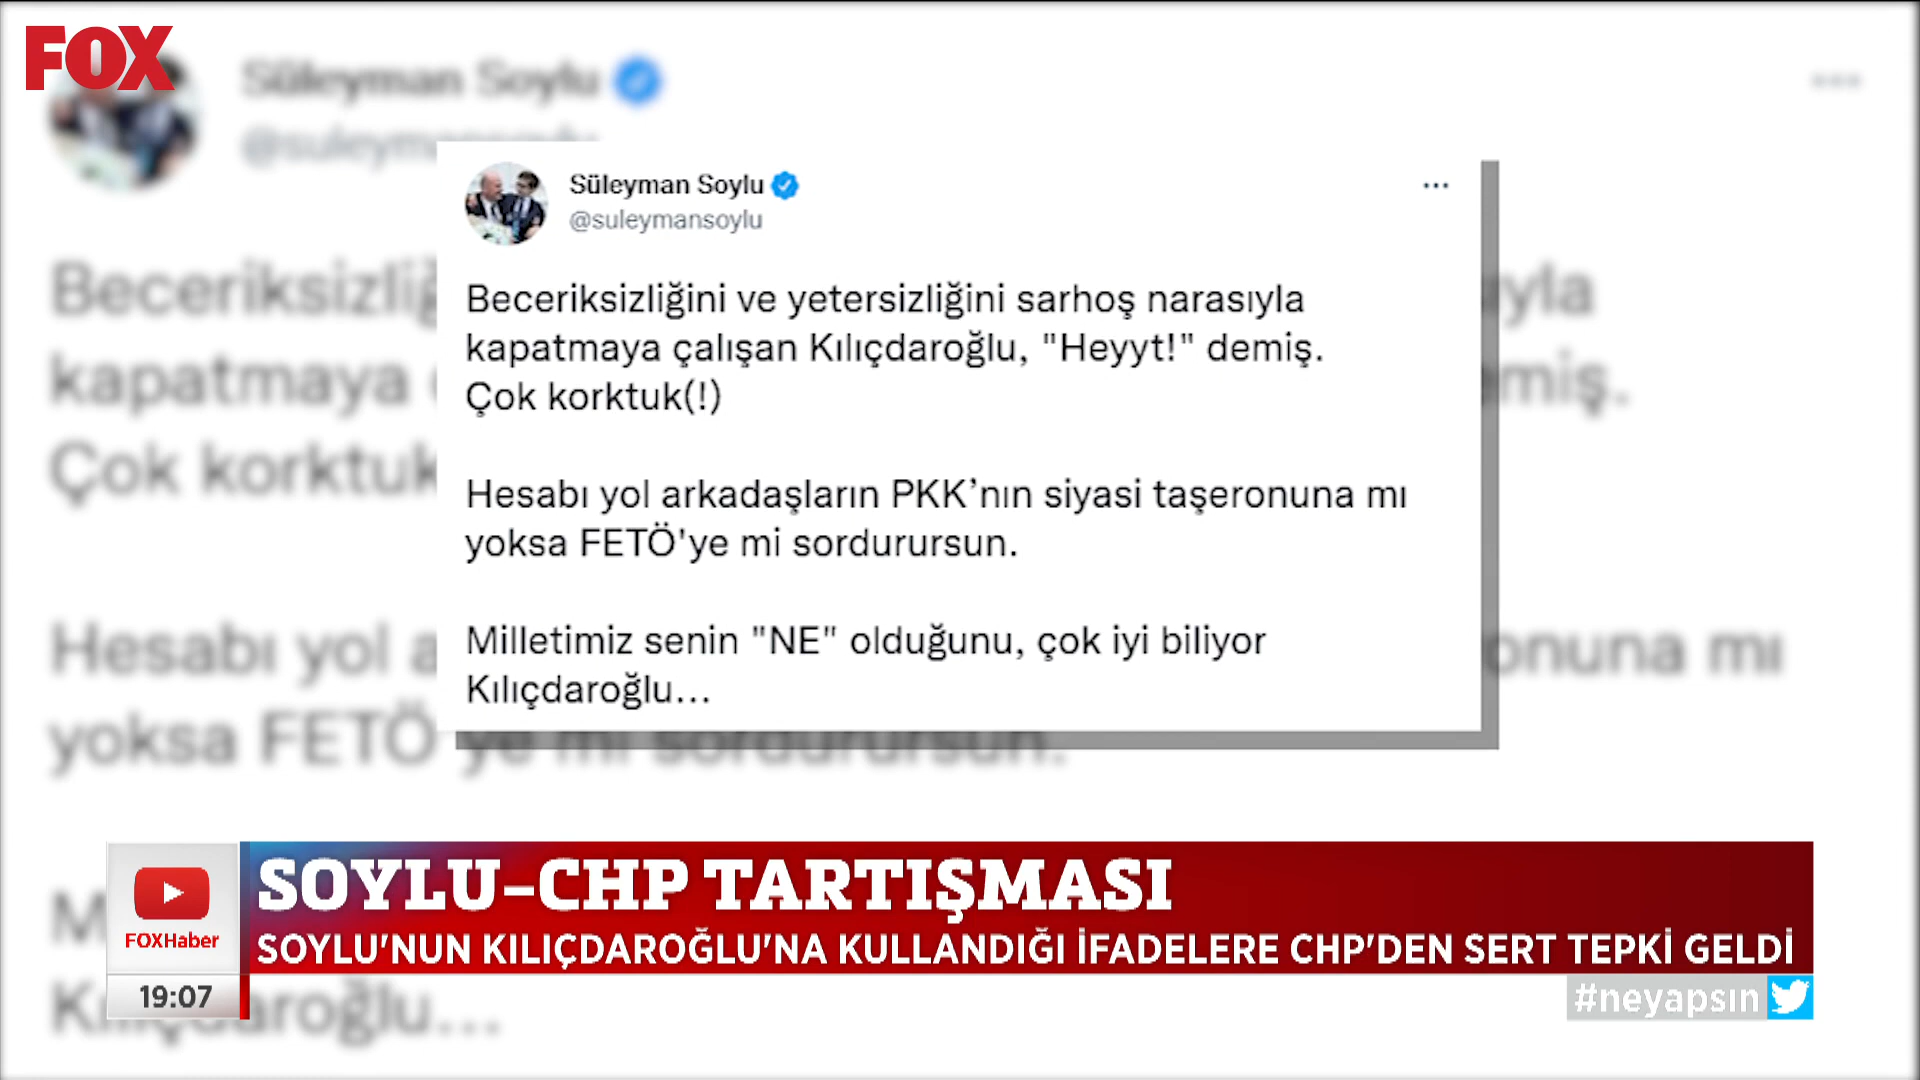 FOX
Süleyman Soylu
@suleymansoylu
Beceriksizliğini ve yetersizliğini sarhoş narasıyla
kapatmaya çalışan Kılıçdaroğlu, "Heyyt!" demiş.
Çok korktuk(!)
Hesabı yol arkadaşların PKK’nın siyasi taşeronuna mı
yoksa FETÖ'ye mi sordurursun.
Milletimiz senin "NE" olduğunu, çok iyi biliyor
Kılıçdaroğlu...
SOYLU-CHP TARTIŞMASI
SOYLU'NUN KILIÇDAROĞLU'NA KULLANDIĞI İFADELERE CHP'DEN SERT TEPKİ GELDİ
FOXHaber
19:07
#neyapsın